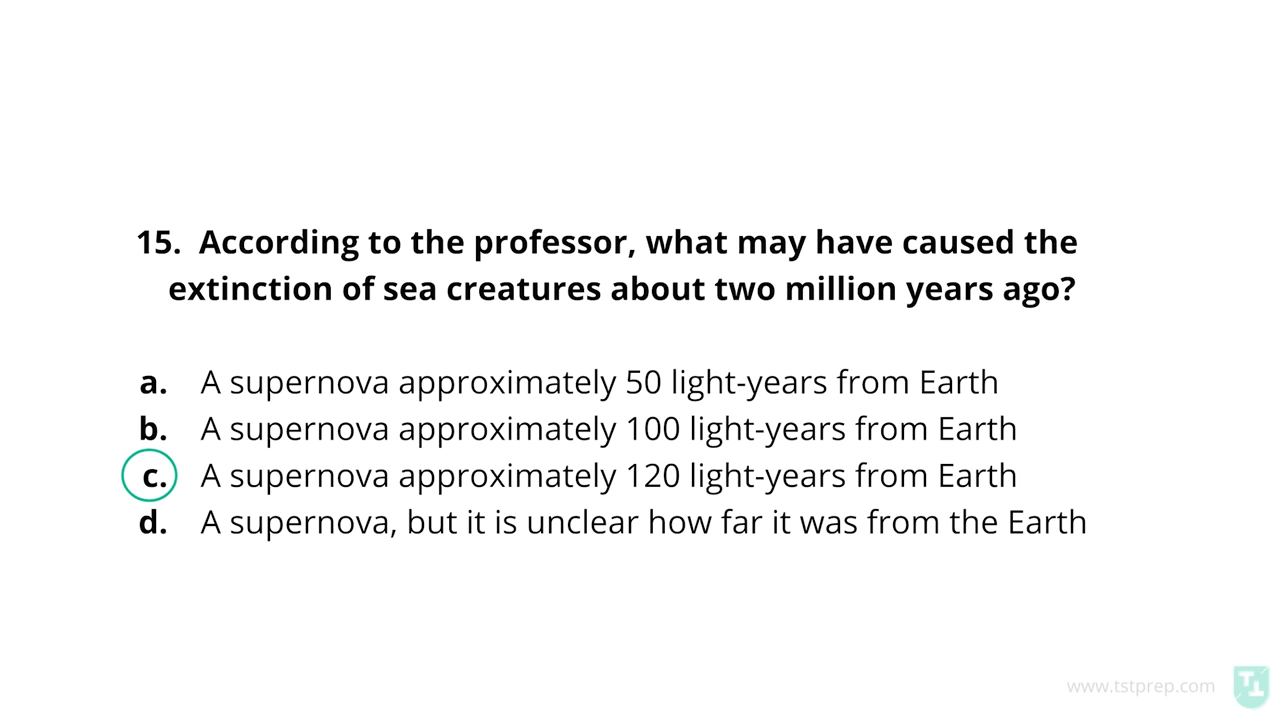 15. According to the professor, what may have caused the
extinction of sea creatures about two million years ago?
a. A supernova approximately 50 light-years from Earth
b. A supernova approximately 100 light-years from Earth
c. A supernova approximately 120 light-years from Earth
d. A supernova, but it is unclear how far it was from the Earth
www.tstprep.com